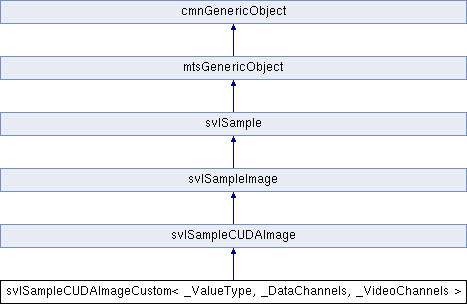 cmnGenericObject
mtsGenericObject
svlSample
svlSampleImage
svlSampleCUDAImage
svlSampleCUDAImageCustom< _ValueType, _DataChannels, _VideoChannels >